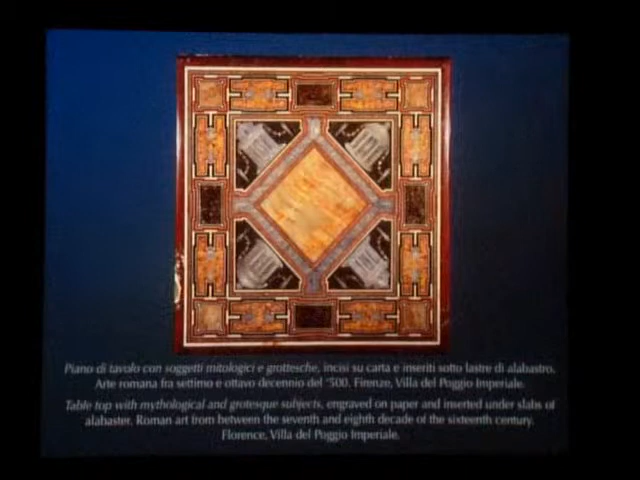 Piano di tavolo con soggetti mitologici e grottesche, incisi su carta e inseriti sotto lastre di alabastro.
Arte romana fra settimo e ottavo decennio del '500. Firenze, Villa del Poggio Imperiale.
Table top with mythological and grotesque subjects, engraved on paper and inserted under slabs of
alabaster. Roman art from between the seventh and eighth decade of the sixteenth century.
Florence, Villa del Poggio Imperiale.